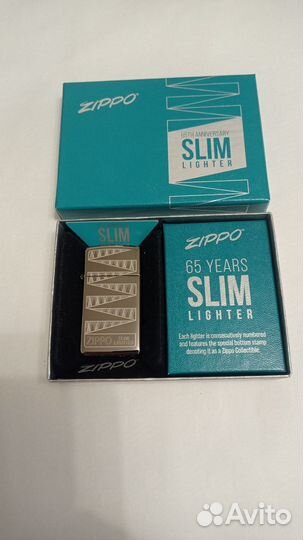 ZIPPO
65TH ANNIVERSARY
SLIM
LIGHTER
SLIM
ZIPPO
ZIPPO
ZIPPO
65 YEARS
SLIM
LIGHTER
Each lighter is consecutively numbered
and features the special bottom stamp
denoting it as a Zippo Collectible.
Avito